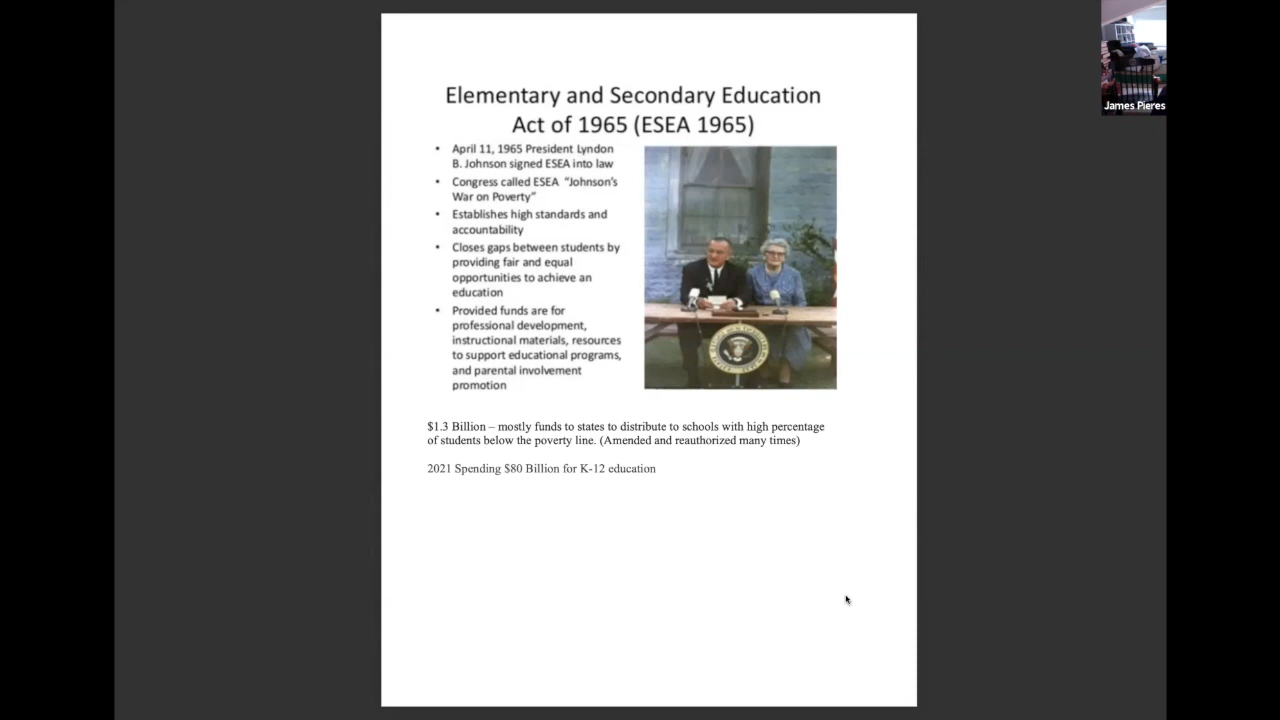 Elementary and Secondary Education
Act of 1965 (ESEA 1965)
• April 11, 1965 President Lyndon
B. Johnson signed ESEA into law
• Congress called ESEA “Johnson’s
War on Poverty”
• Establishes high standards and
accountability
• Closes gaps between students by
providing fair and equal
opportunities to achieve an
education
• Provided funds are for
professional development,
instructional materials, resources
to support educational programs,
and parental involvement
promotion
$1.3 Billion – mostly funds to states to distribute to schools with high percentage
of students below the poverty line. (Amended and reauthorized many times)
2021 Spending $80 Billion for K-12 education
James Pieres